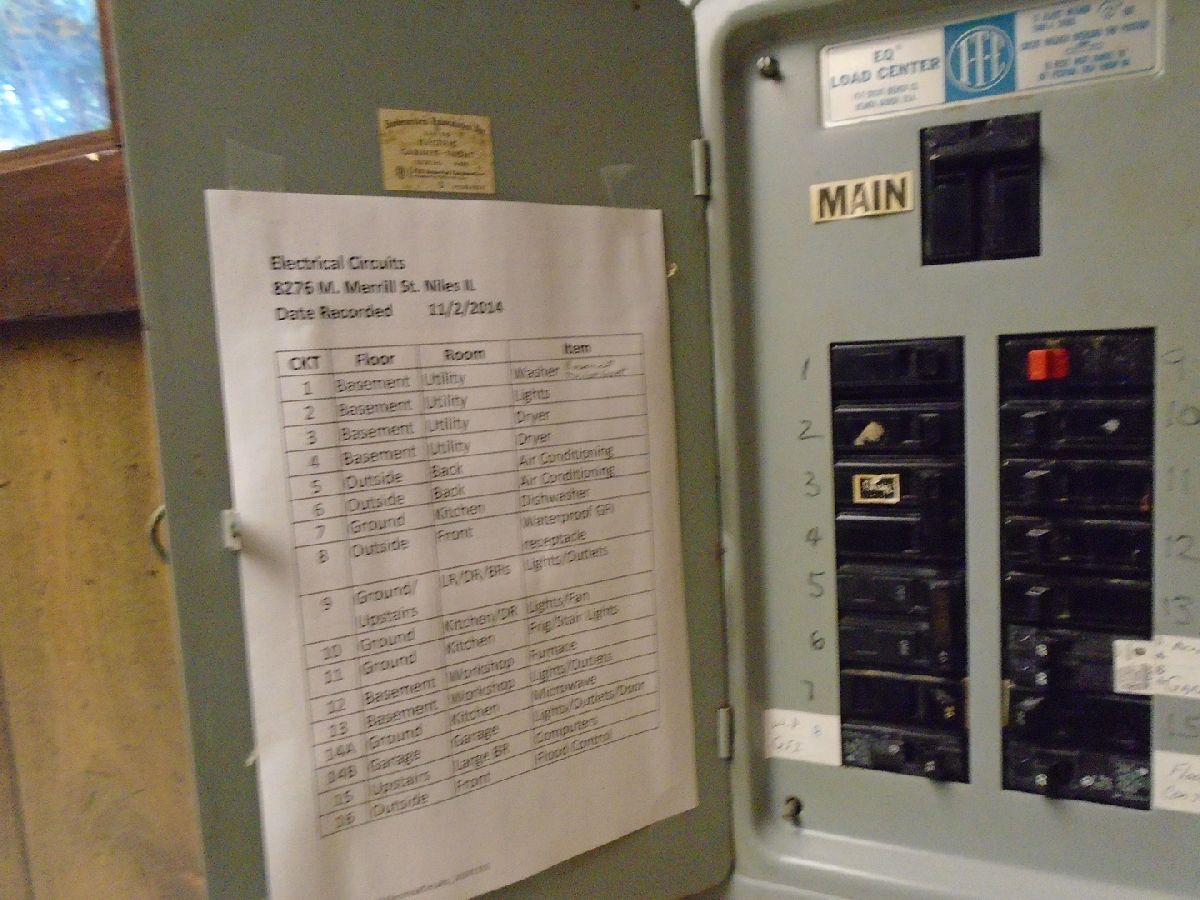 Electrical Circuits
8276 M. Merrill St. Niles IL
Date Recorded 11/2/2014
CKT Floor Room Item
1 Basement Utility Washer
2 Basement Utility Lights
3 Basement Utility Dryer
4 Basement Utility Dryer
5 Outside Back Air Conditioning
6 Outside Back Air Conditioning
7 Ground Kitchen Dishwasher
8 Outside Front Waterproof GFI
receptacle
9 Ground/ LR/DR/BRs Lights/Outlets
Upstairs
10 Ground Kitchen/DR Lights/Fan
11 Ground Kitchen Frig/Stair Lights
12 Basement Workshop Furnace
13 Basement Workshop Lights/Outlets
14A Ground Kitchen Microwave
14B Garage Garage Lights/Outlets/Door
15 Upstairs Large BR Computers
16 Outside Front Flood Control
EQ
LOAD CENTER
ITE
MAIN
1
2
3
4
5
6
7
W.P. 8
GFI
9
10
11
12
13
15